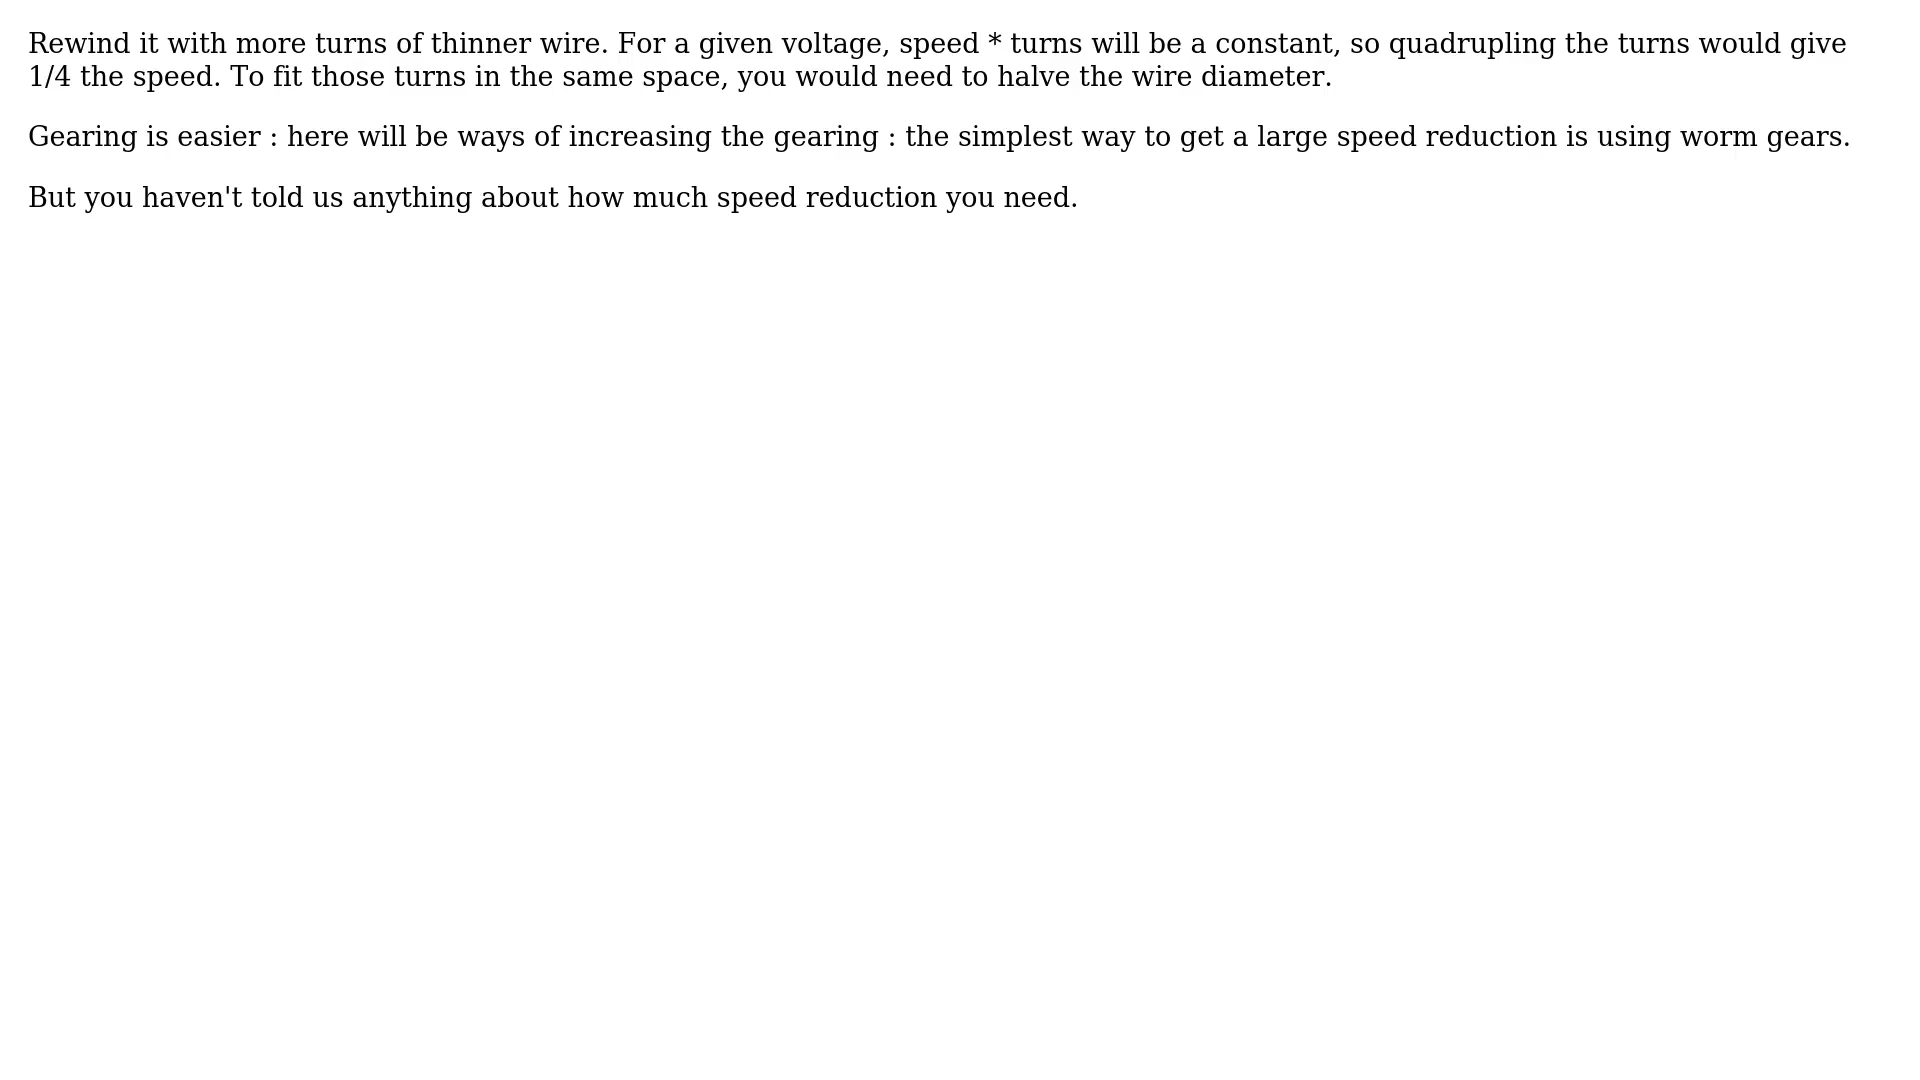 Rewind it with more turns of thinner wire. For a given voltage, speed * turns will be a constant, so quadrupling the turns would give
1/4 the speed. To fit those turns in the same space, you would need to halve the wire diameter.
Gearing is easier : here will be ways of increasing the gearing : the simplest way to get a large speed reduction is using worm gears.
But you haven't told us anything about how much speed reduction you need.